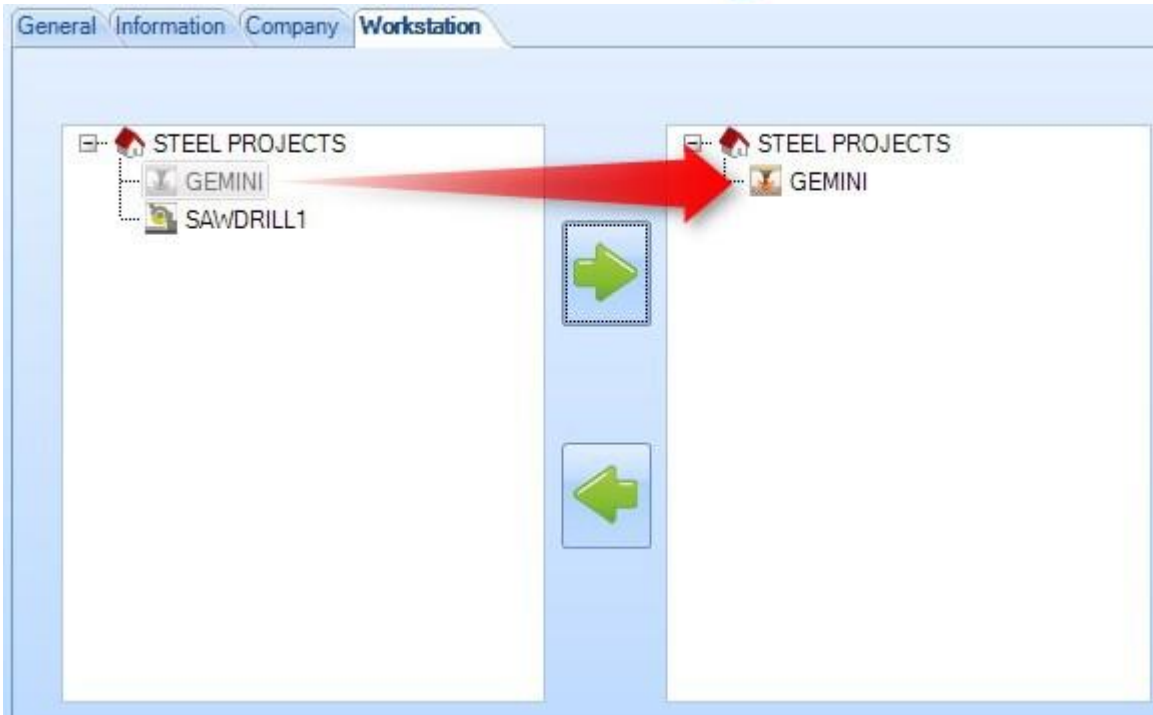 General Information Company Workstation
STEEL PROJECTS
GEMINI
SAWDRILL1
STEEL PROJECTS
GEMINI